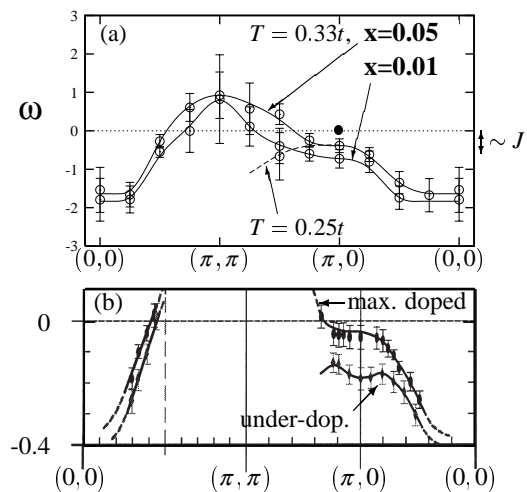 3
(a)
T = 0.33t, x=0.05
2
x=0.01
1
ω
0
~ J
-1
-2
T = 0.25t
-3
(0,0) (π,π) (π,0) (0,0)
(b)
max. doped
0
under-dop.
-0.4
(0,0) (π,π) (π,0) (0,0)